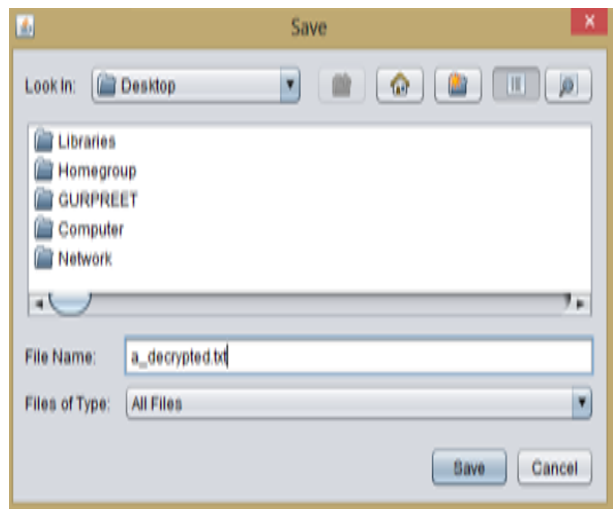 Save
Look In: Desktop
Libraries
Homegroup
GURPREET
Computer
Network
File Name: a_decrypted.txt
Files of Type: All Files
Save Cancel